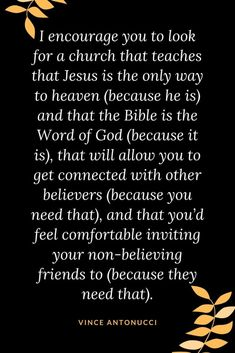 I encourage you to look
for a church that teaches
that Jesus is the only way
to heaven (because he is)
and that the Bible is the
Word of God (because it
is), that will allow you to
get connected with other
believers (because you
need that), and that you'd
feel comfortable inviting
your non-believing
friends to (because they
need that).
VINCE ANTONUCCI